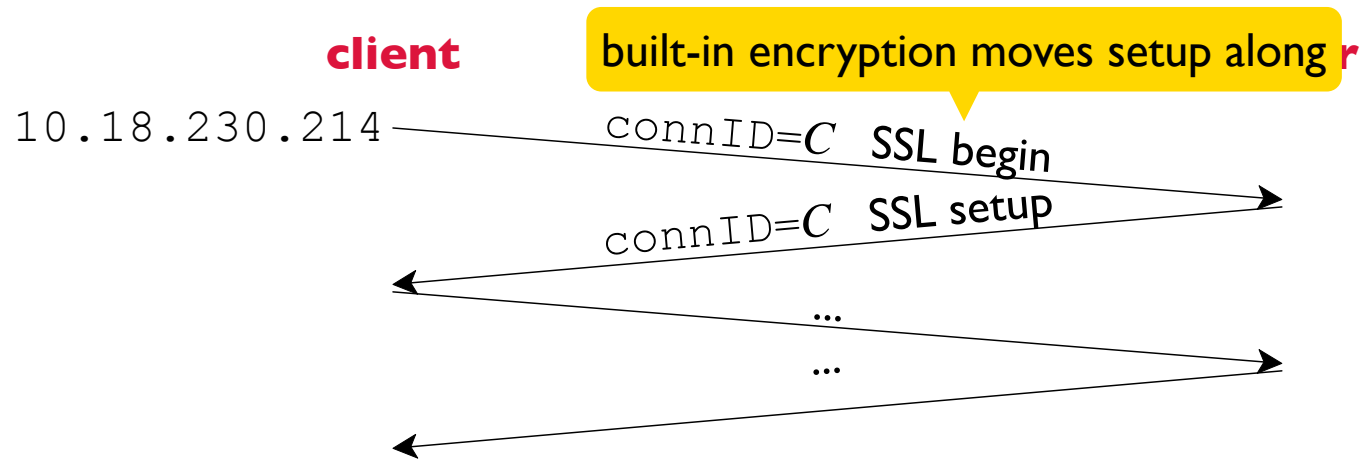 client
built-in encryption moves setup along
10.18.230.214
connID=C SSL begin
connID=C SSL setup
...
...